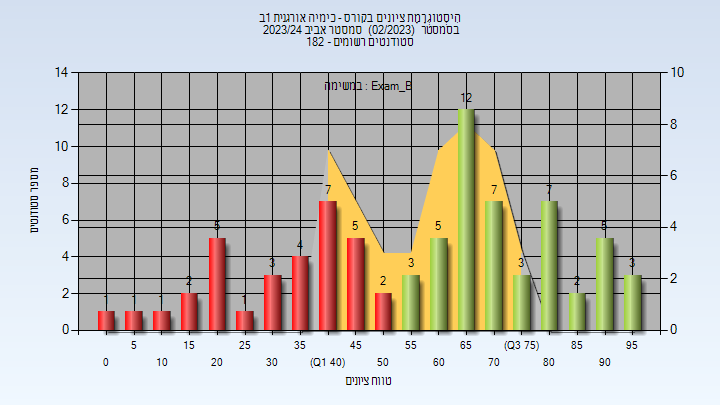 היסטוגרמת ציונים בקורס - כימיה אורגנית 1ב
בסמסטר (02/2023) סמסטר אביב 2023/24
סטודנטים רשומים - 182
במשימה : Exam_B
מספר סטודנטים
14 12 10 8 6 4 2 0
10 8 6 4 2 0
1 1 1 2 5 1 3 4 7 5 2 3 5 12 7 3 7 2 5 3
5 15 25 35 45 55 65 (Q3 75) 85 95
0 10 20 30 (Q1 40) 50 60 70 80 90
טווח ציונים